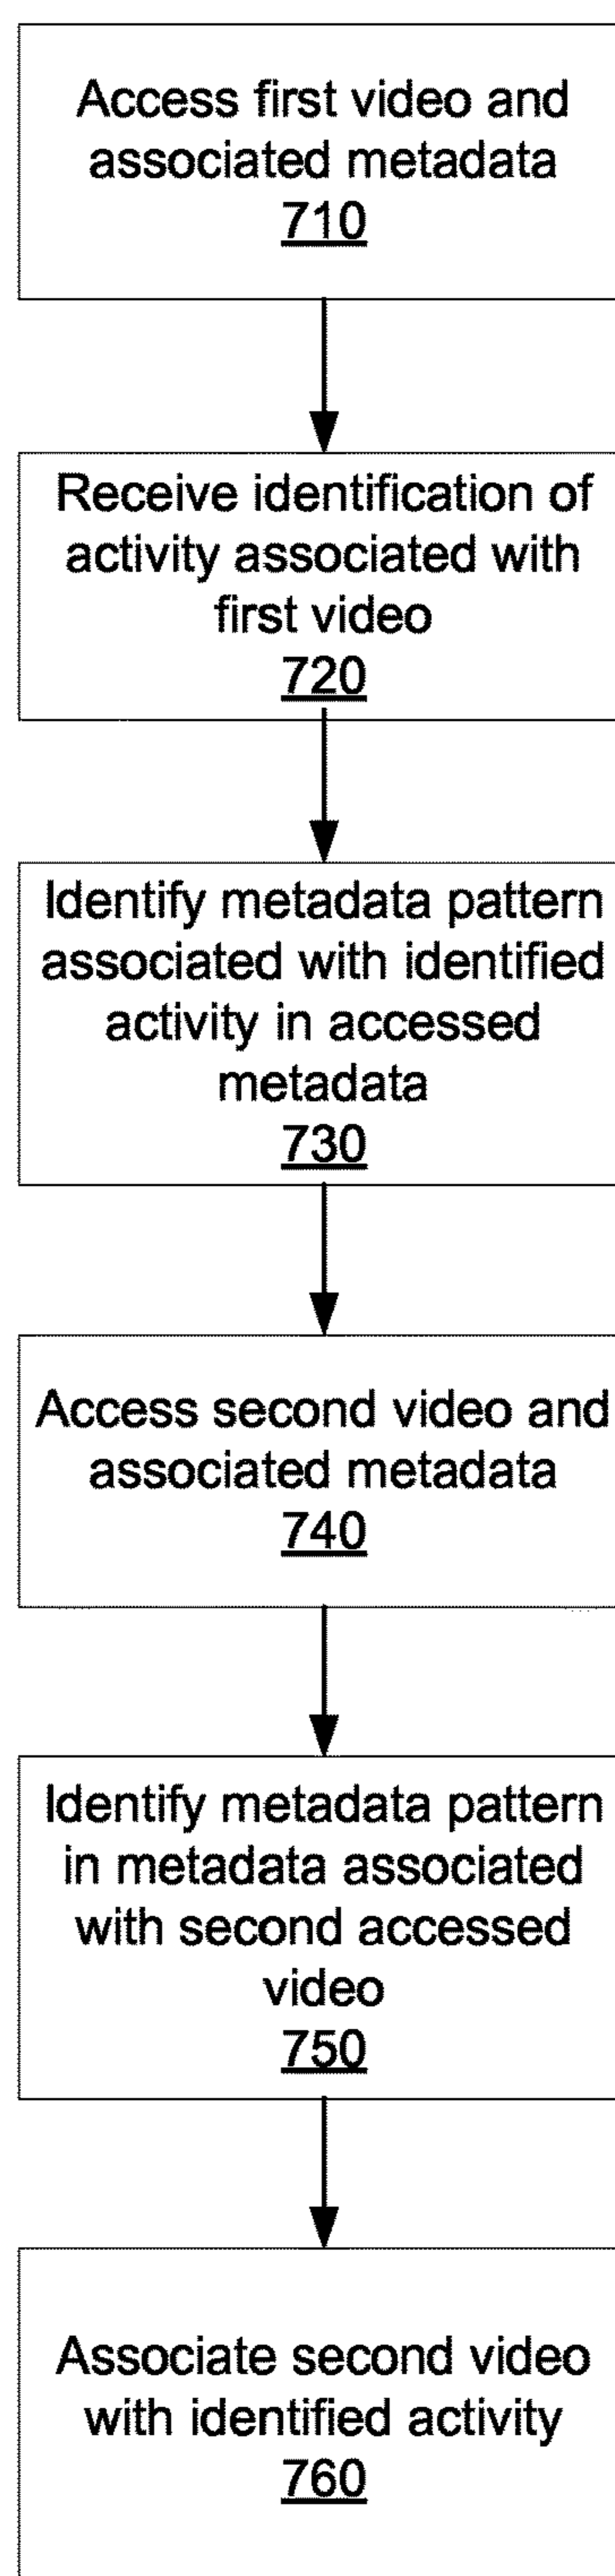 Access first video and
associated metadata
710
Receive identification of
activity associated with
first video
720
Identify metadata pattern
associated with identified
activity in accessed
metadata
730
Access second video and
associated metadata
740
Identify metadata pattern
in metadata associated
with second accessed
video
750
Associate second video
with identified activity
760